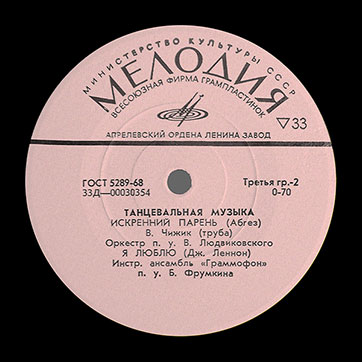 МИНИСТЕРСТВО КУЛЬТУРЫ СССР
МЕЛОДИЯ
ВСЕСОЮЗНАЯ ФИРМА ГРАМПЛАСТИНОК
▽33
АПРЕЛЕВСКИЙ ОРДЕНА ЛЕНИНА ЗАВОД
ГОСТ 5289-68
33Д—00030354
Третья гр.-2
0-70
ТАНЦЕВАЛЬНАЯ МУЗЫКА
ИСКРЕННИЙ ПАРЕНЬ (Абгез)
В. Чижик (труба)
Оркестр п. у. В. Людвиковского
Я ЛЮБЛЮ (Дж. Леннон)
Инстр. ансамбль «Граммофон»
п. у. Б. Фрумкина